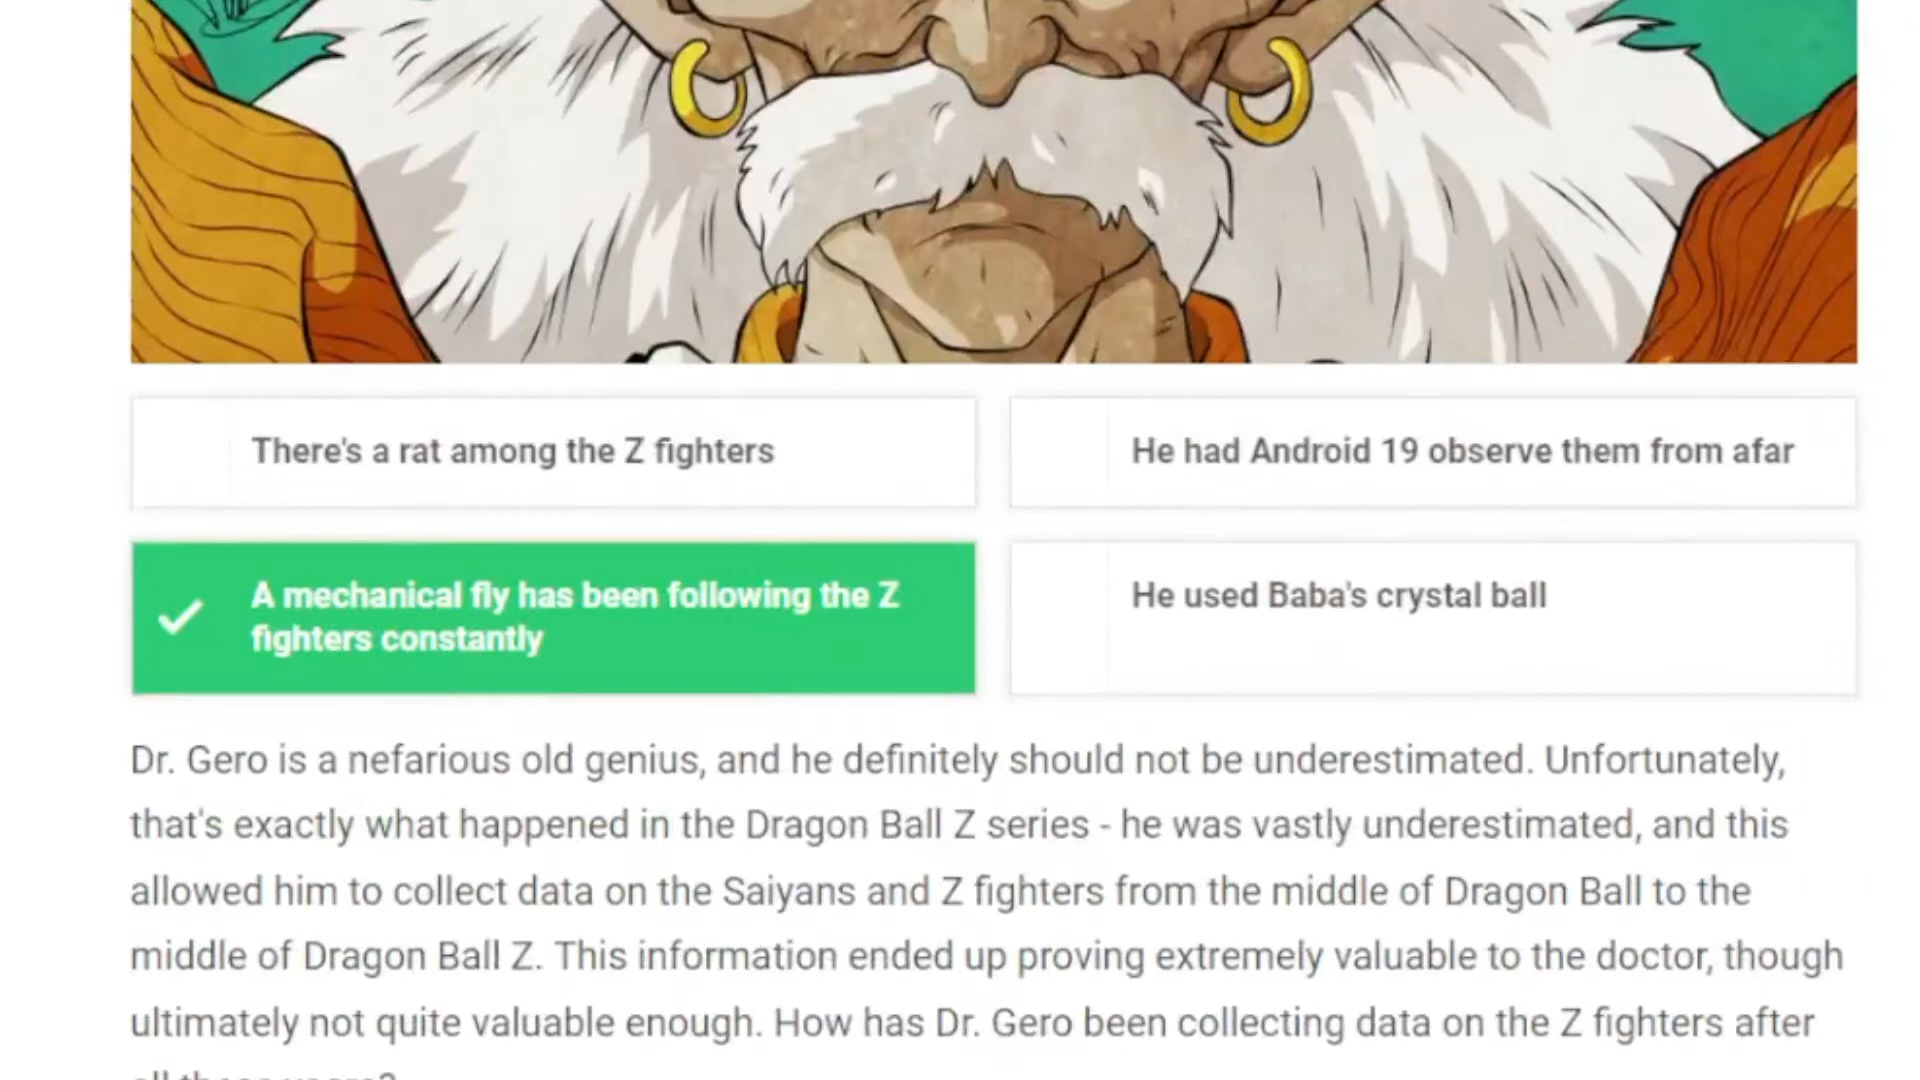 There's a rat among the Z fighters
He had Android 19 observe them from afar
A mechanical fly has been following the Z
fighters constantly
He used Baba's crystal ball
Dr. Gero is a nefarious old genius, and he definitely should not be underestimated. Unfortunately,
that's exactly what happened in the Dragon Ball Z series - he was vastly underestimated, and this
allowed him to collect data on the Saiyans and Z fighters from the middle of Dragon Ball to the
middle of Dragon Ball Z. This information ended up proving extremely valuable to the doctor, though
ultimately not quite valuable enough. How has Dr. Gero been collecting data on the Z fighters after